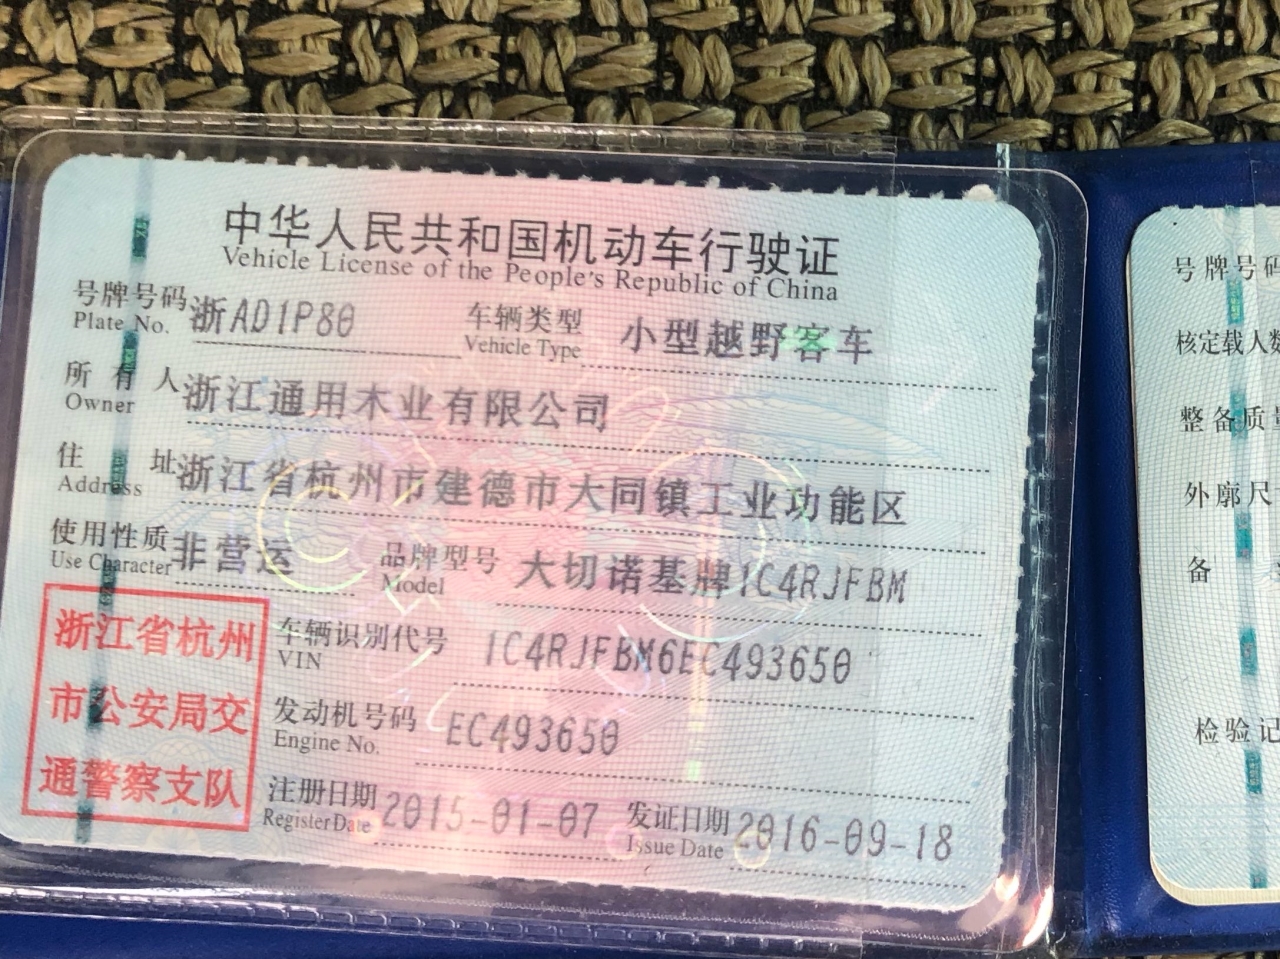 中华人民共和国机动车行驶证
Vehicle License of the People's Republic of China
号牌号码 浙AD1P80 车辆类型 小型越野客车
Plate No. Vehicle Type
所有人 浙江通用木业有限公司
Owner
住址 浙江省杭州市建德市大同镇工业功能区
Address
使用性质 非营运 品牌型号 大切诺基牌1C4RJFBM
Use Character Model
浙江省杭州
市公安局交
通警察支队
车辆识别代号 1C4RJFBM6EC493650
VIN
发动机号码 EC493650
Engine No.
注册日期 2015-01-07 发证日期 2016-09-18
Register Date Issue Date
号牌号码
核定载人数
整备质量
外廓尺
备
检验记